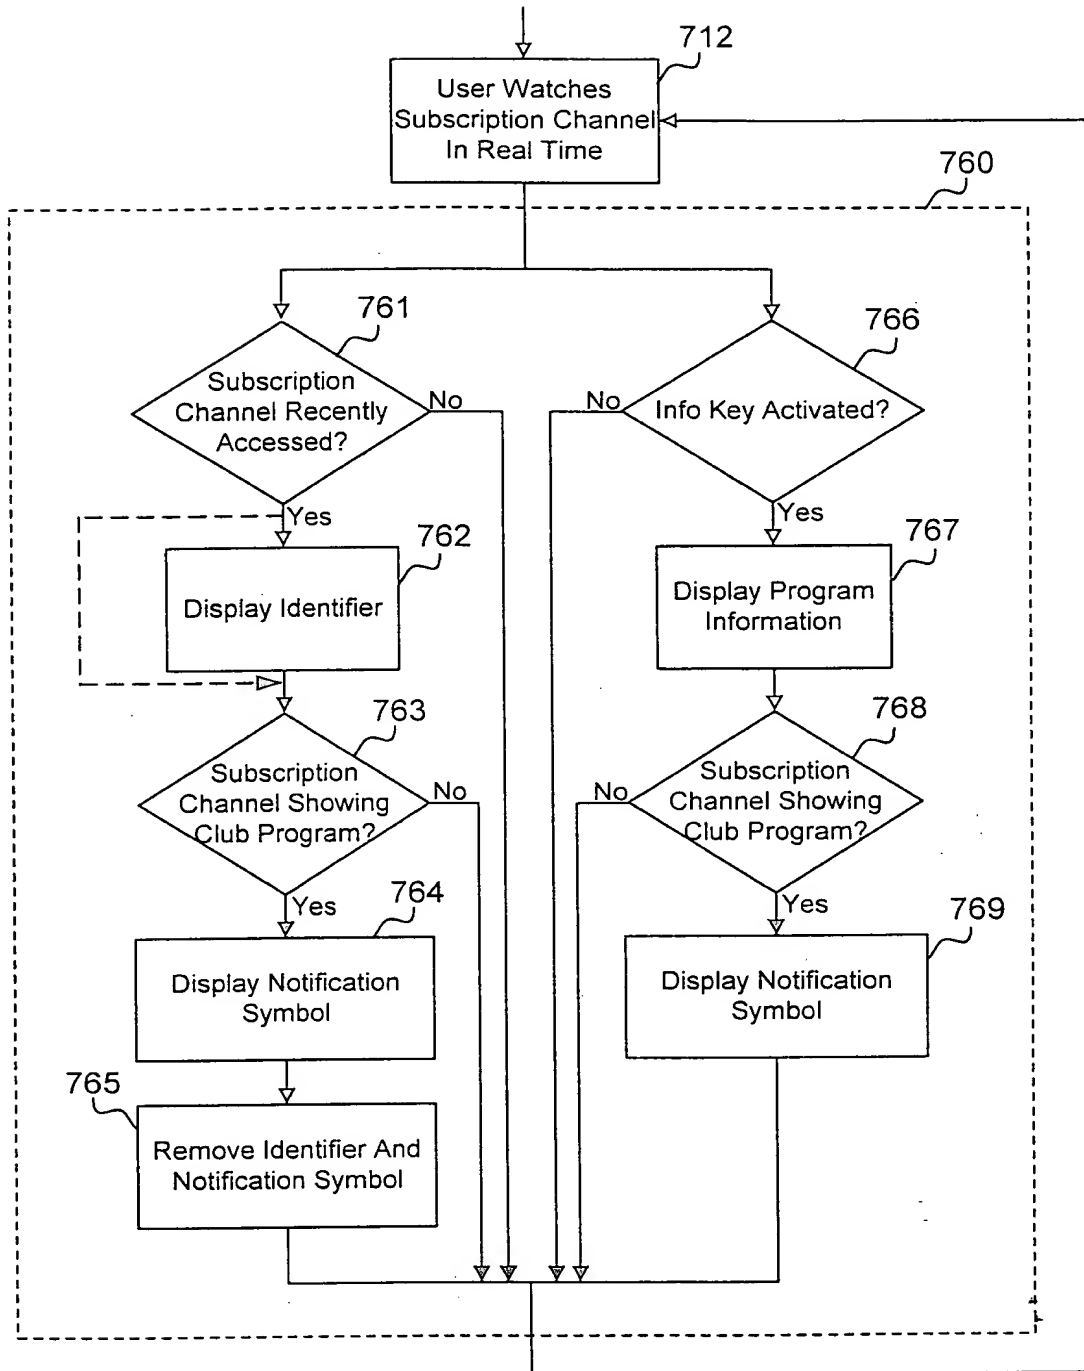 712
User Watches
Subscription Channel
In Real Time
760
761
Subscription
Channel Recently
Accessed?
No
Yes
766
Info Key Activated?
No
Yes
762
Display Identifier
767
Display Program
Information
763
Subscription
Channel Showing
Club Program?
No
Yes
768
Subscription
Channel Showing
Club Program?
No
Yes
764
Display Notification
Symbol
769
Display Notification
Symbol
765
Remove Identifier And
Notification Symbol